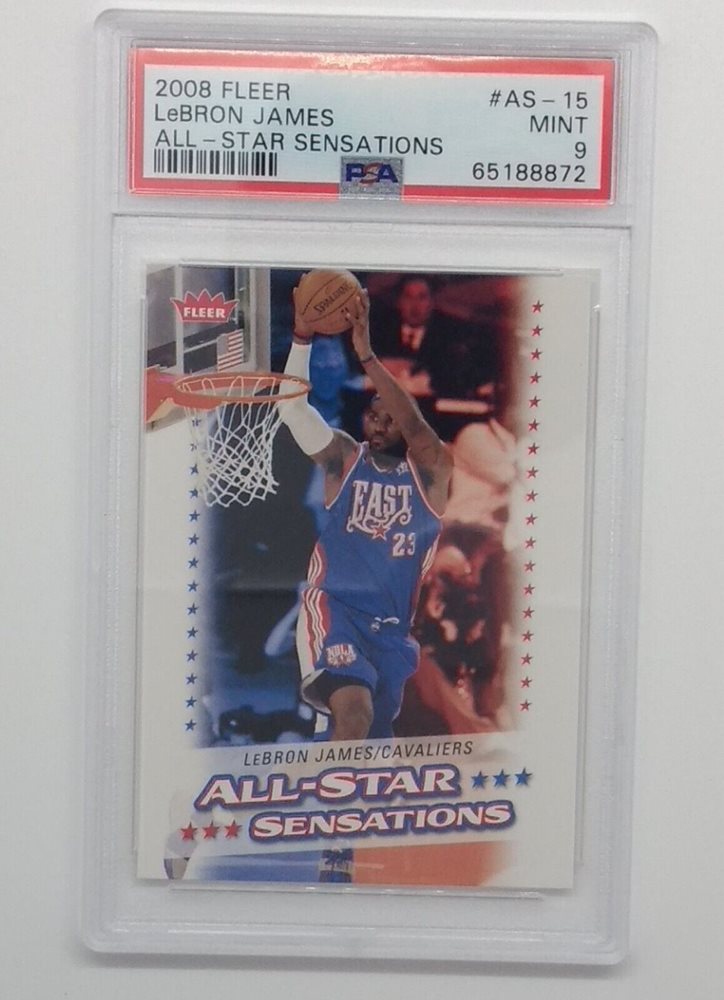 2008 FLEER #AS-15
LeBRON JAMES MINT
ALL-STAR SENSATIONS 9
PSA 65188872
FLEER
SPALDING
EAST
23
NOLA
LEBRON JAMES/CAVALIERS
ALL-STAR
SENSATIONS